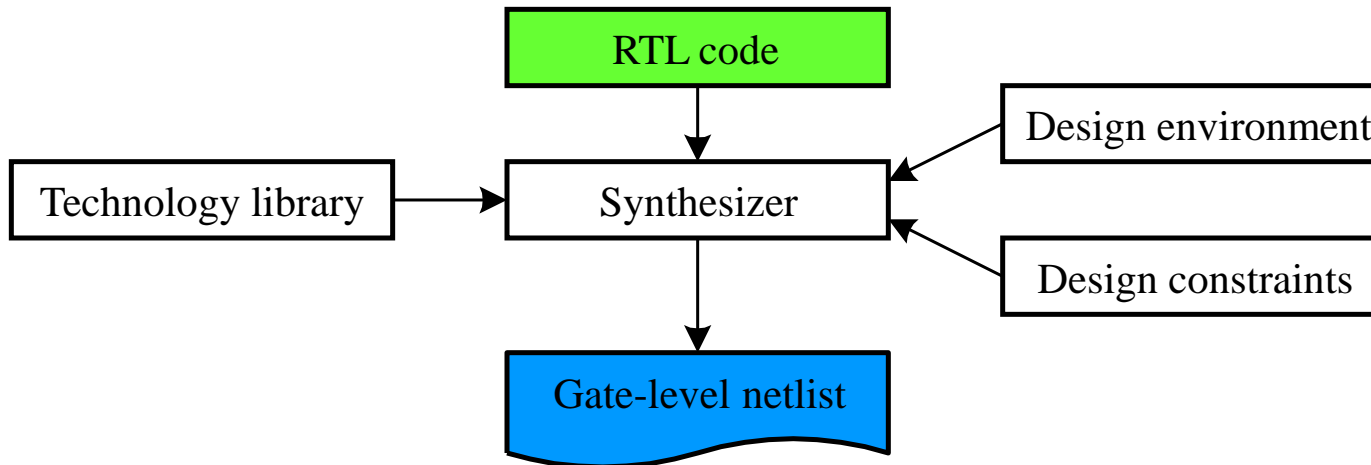 RTL code
Design environment
Technology library
Synthesizer
Design constraints
Gate-level netlist